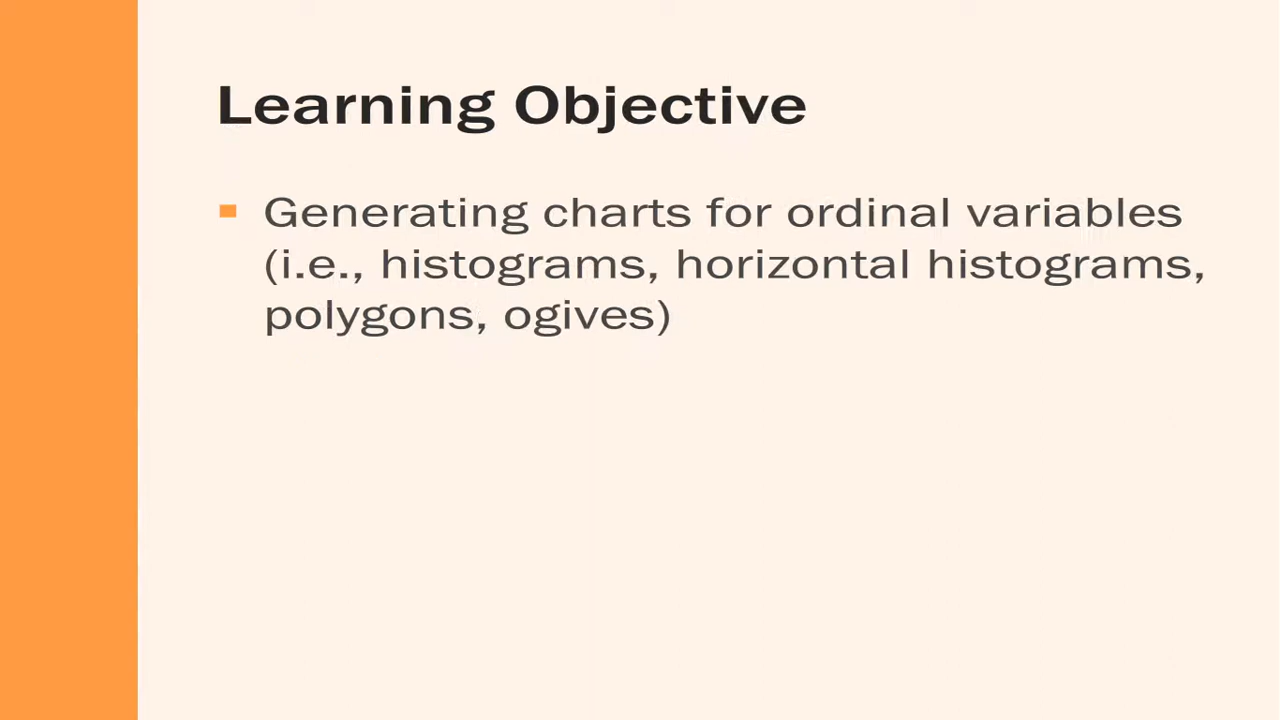 Learning Objective
Generating charts for ordinal variables
(i.e., histograms, horizontal histograms,
polygons, ogives)